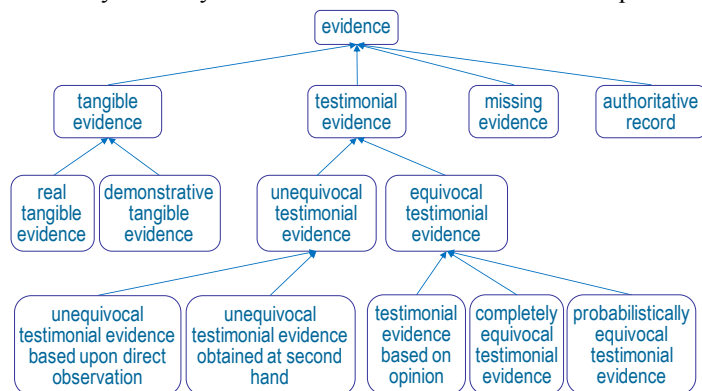 evidence
tangible
evidence
testimonial
evidence
missing
evidence
authoritative
record
real
tangible
evidence
demonstrative
tangible
evidence
unequivocal
testimonial
evidence
equivocal
testimonial
evidence
unequivocal
testimonial evidence
based upon direct
observation
unequivocal
testimonial evidence
obtained at second
hand
testimonial
evidence
based on
opinion
completely
equivocal
testimonial
evidence
probabilistically
equivocal
testimonial
evidence